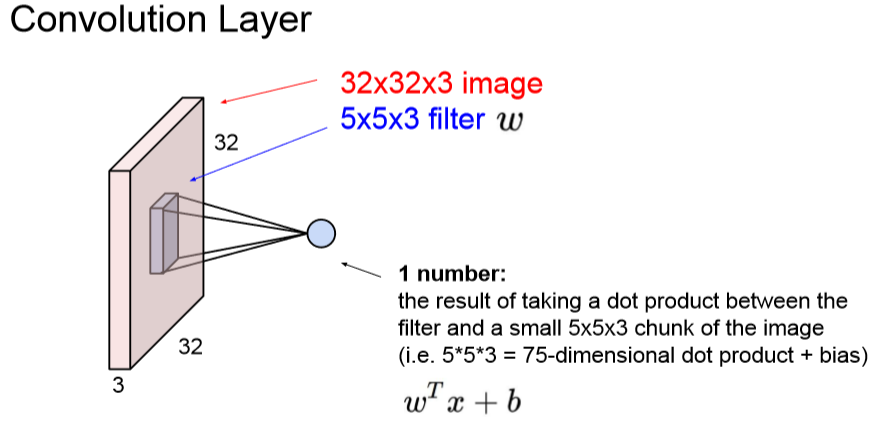 Convolution Layer
32x32x3 image
5x5x3 filter w
32
1 number:
the result of taking a dot product between the
filter and a small 5x5x3 chunk of the image
(i.e. 5*5*3 = 75-dimensional dot product + bias)
32
3
w^T x + b